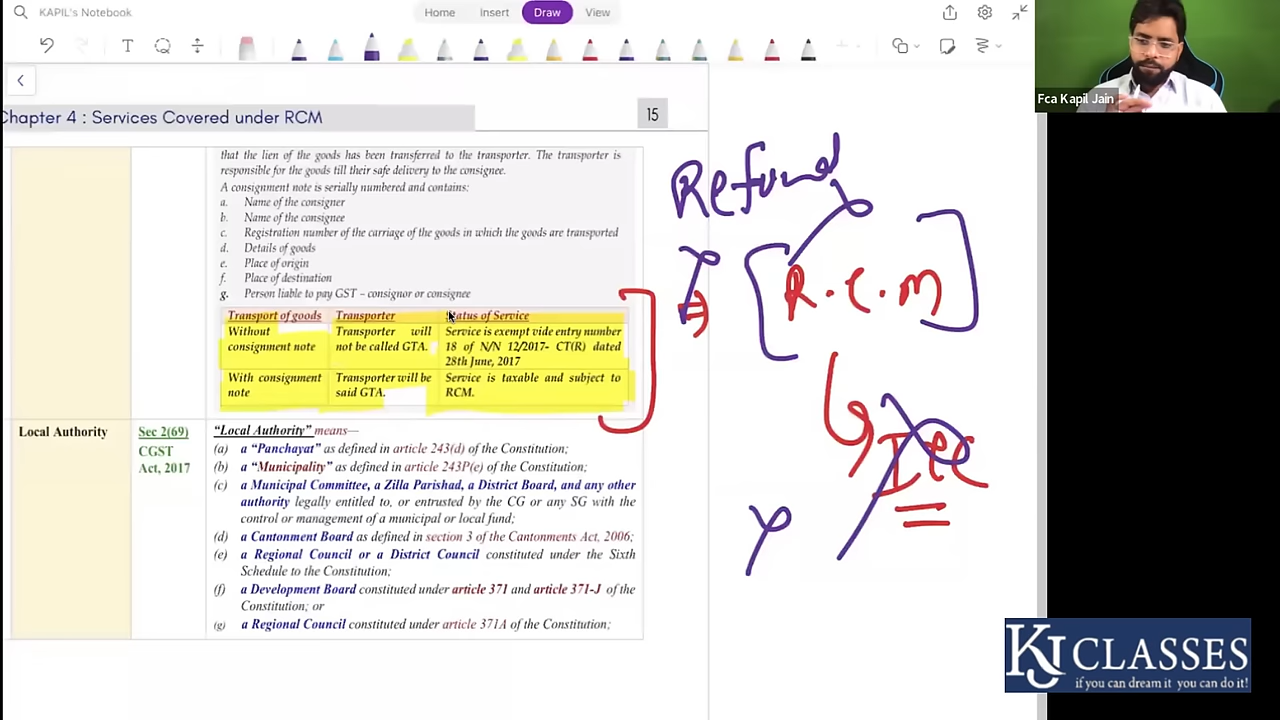 KAPIL's Notebook
Home Insert Draw View
Fca Kapil Jain
Chapter 4 : Services Covered under RCM
15
that the lien of the goods has been transferred to the transporter. The transporter is
responsible for the goods till their safe delivery to the consignee.
A consignment note is serially numbered and contains:
a. Name of the consigner
b. Name of the consignee
c. Registration number of the carriage of the goods in which the goods are transported
d. Details of goods
e. Place of origin
f. Place of destination
g. Person liable to pay GST – consignor or consignee
Transport of goods Transporter Status of Service
Without consignment note
Transporter will not be called GTA.
Service is exempt vide entry number
18 of N/N 12/2017- CT(R) dated
28th June, 2017
With consignment note
Transporter will be said GTA.
Service is taxable and subject to
RCM.
Local Authority
Sec 2(69)
CGST
Act, 2017
“Local Authority” means—
(a) a “Panchayat” as defined in article 243(d) of the Constitution;
(b) a “Municipality” as defined in article 243P(e) of the Constitution;
(c) a Municipal Committee, a Zilla Parishad, a District Board, and any other
authority legally entitled to, or entrusted by the CG or any SG with the
control or management of a municipal or local fund;
(d) a Cantonment Board as defined in section 3 of the Cantonments Act, 2006;
(e) a Regional Council or a District Council constituted under the Sixth
Schedule to the Constitution;
(f) a Development Board constituted under article 371 and article 371-J of the
Constitution; or
(g) a Regional Council constituted under article 371A of the Constitution;
Refund
R.C.M
KJ CLASSES
if you can dream it you can do it!